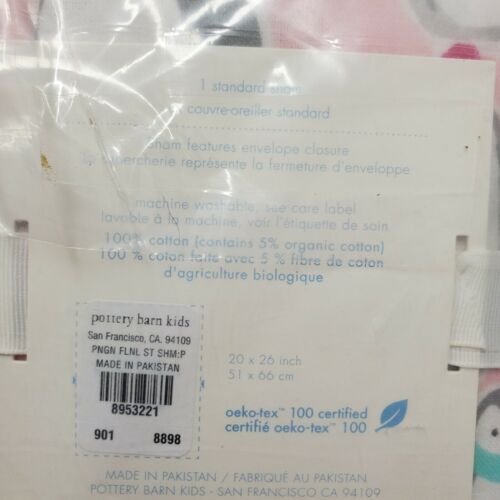 1 standard sham
couvre-oreiller standard
sham features envelope closure
supercherie représente la fermeture d'enveloppe
machine washable, see care label
lavable à la machine, voir l'étiquette de soin
100% cotton (contains 5% organic cotton)
100 % coton faite avec 5 % fibre de coton
d'agriculture biologique
pottery barn kids
San Francisco, CA. 94109
PNGN FLNL ST SHM:P
MADE IN PAKISTAN
8953221
901 8898
20 x 26 inch
51 x 66 cm
oeko-tex™ 100 certified
certifié oeko-tex™ 100
MADE IN PAKISTAN / FABRIQUÉ AU PAKISTAN
POTTERY BARN KIDS - SAN FRANCISCO CA 94109